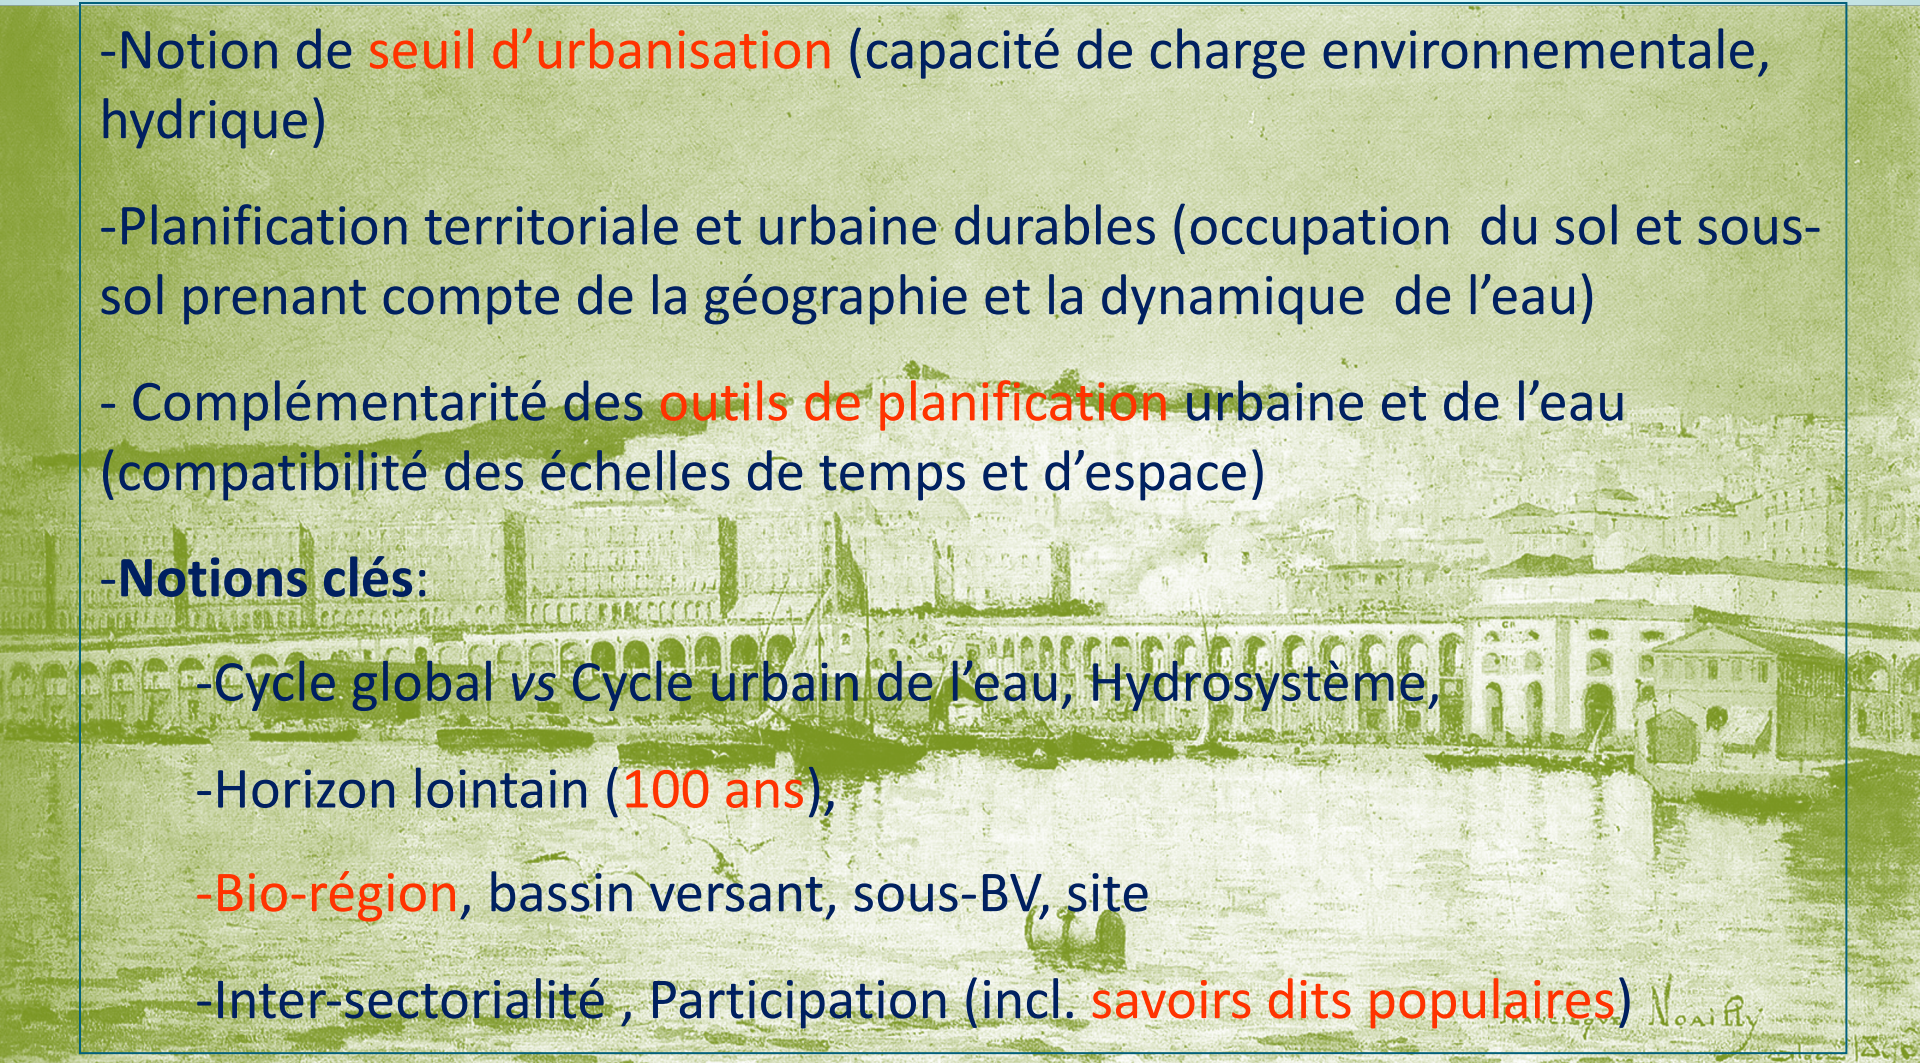 -Notion de seuil d’urbanisation (capacité de charge environnementale,
hydrique)
-Planification territoriale et urbaine durables (occupation  du sol et sous-
sol prenant compte de la géographie et la dynamique  de l’eau)
- Complémentarité des outils de planification urbaine et de l’eau
(compatibilité des échelles de temps et d’espace)
-Notions clés:
-Cycle global vs Cycle urbain de l’eau, Hydrosystème,
-Horizon lointain (100 ans),
-Bio-région, bassin versant, sous-BV, site
-Inter-sectorialité , Participation (incl. savoirs dits populaires)
Noailly